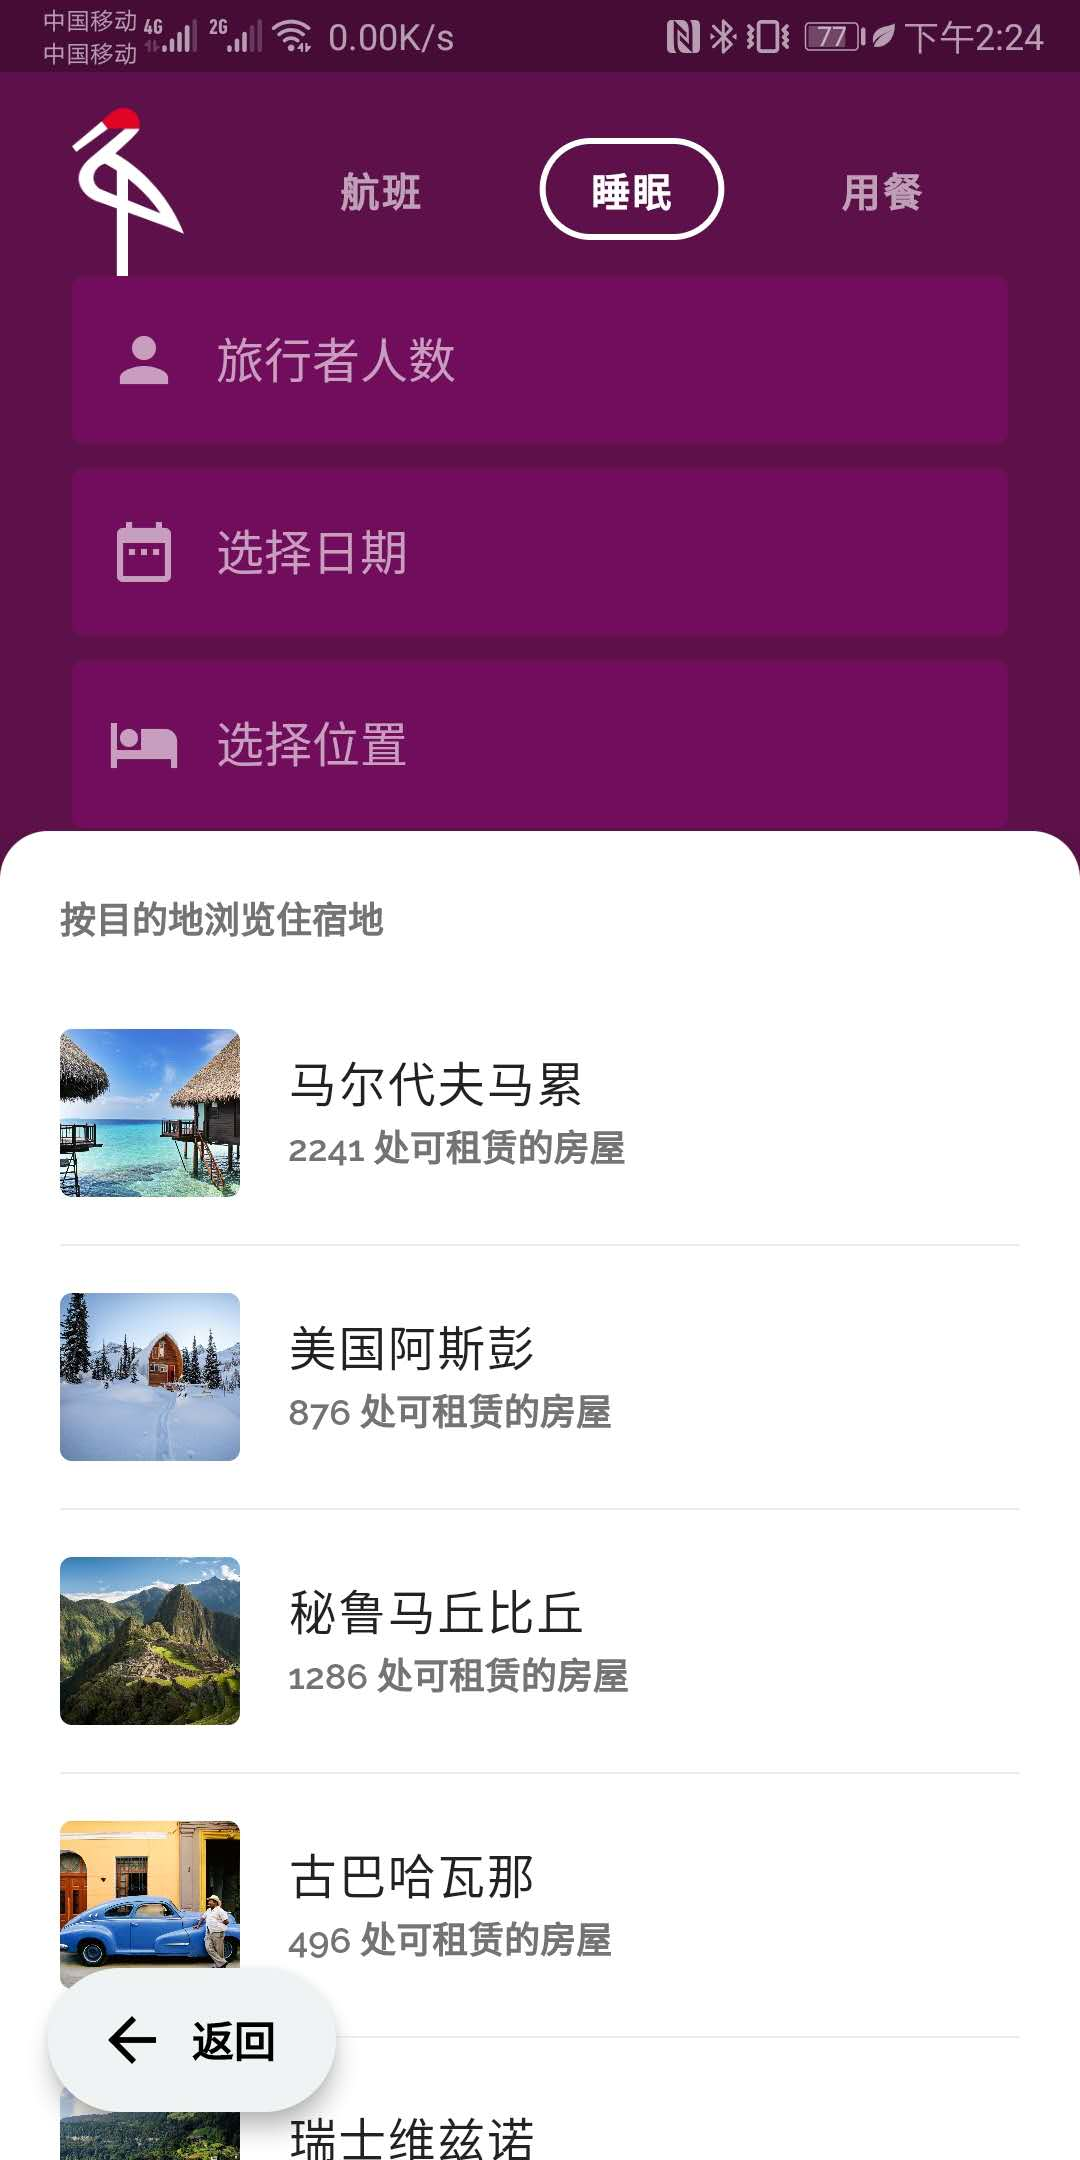 中国移动 4G 2G 0.00K/s 77 下午2:24
中国移动
航班 睡眠 用餐
旅行者人数
选择日期
选择位置
按目的地浏览住宿地
马尔代夫马累
2241 处可租赁的房屋
美国阿斯彭
876 处可租赁的房屋
秘鲁马丘比丘
1286 处可租赁的房屋
古巴哈瓦那
496 处可租赁的房屋
返回
瑞士维兹诺